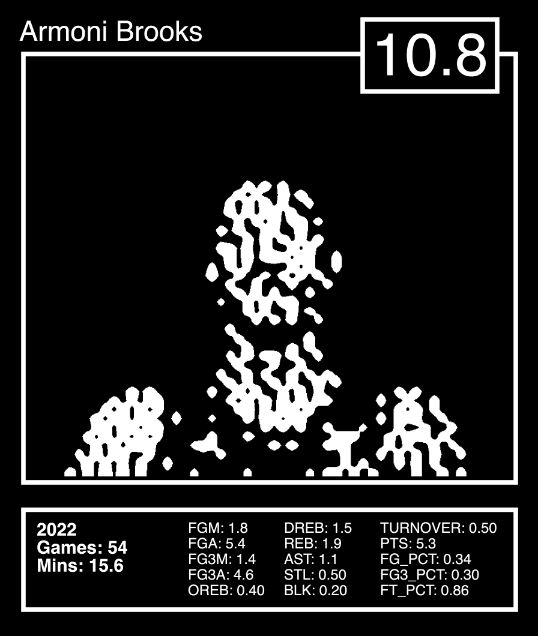 Armoni Brooks
10.8
2022
Games: 54
Mins: 15.6
FGM: 1.8
FGA: 5.4
FG3M: 1.4
FG3A: 4.6
OREB: 0.40
DREB: 1.5
REB: 1.9
AST: 1.1
STL: 0.50
BLK: 0.20
TURNOVER: 0.50
PTS: 5.3
FG_PCT: 0.34
FG3_PCT: 0.30
FT_PCT: 0.86